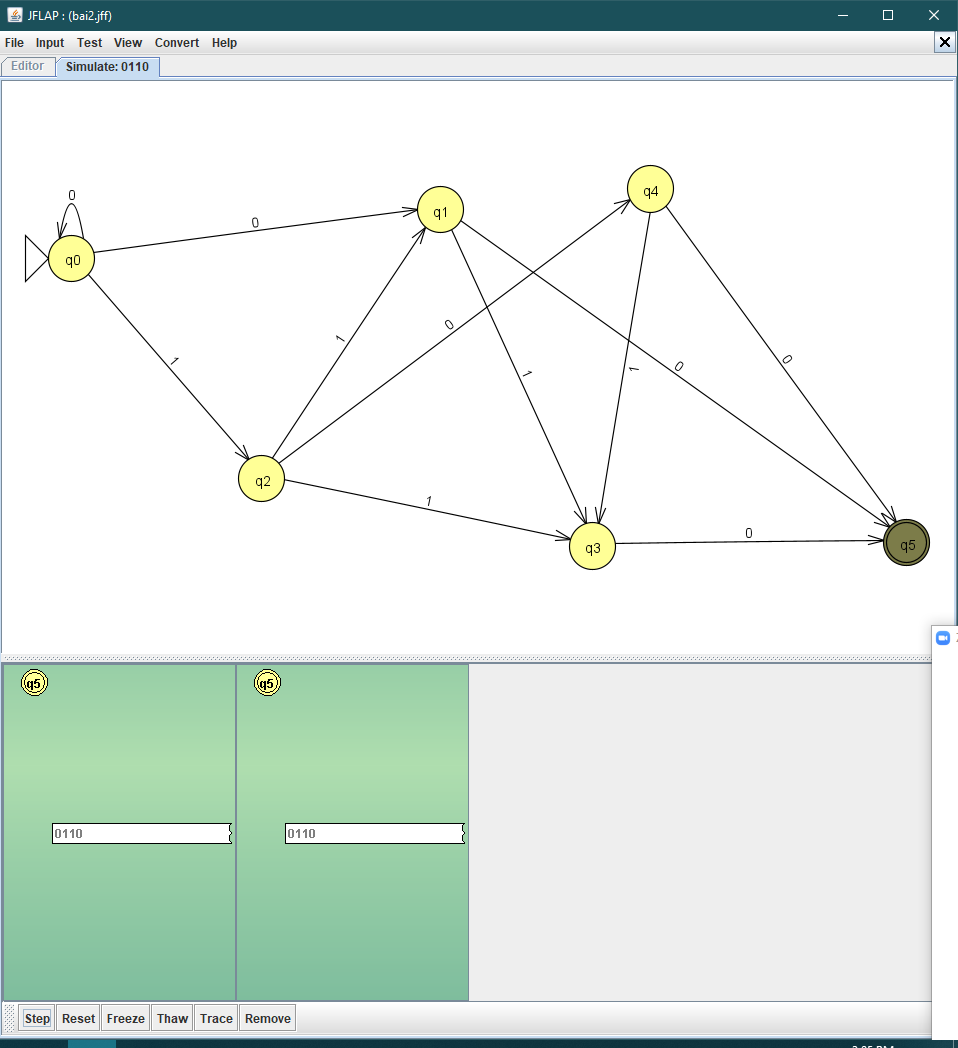 JFLAP : (bai2.jff)
File Input Test View Convert Help
Editor Simulate: 0110
0
q0
0
q1
q4
1
1
0
1
1
0
0
q2
1
q3
0
q5
q5 q5
0110 0110
Step Reset Freeze Thaw Trace Remove